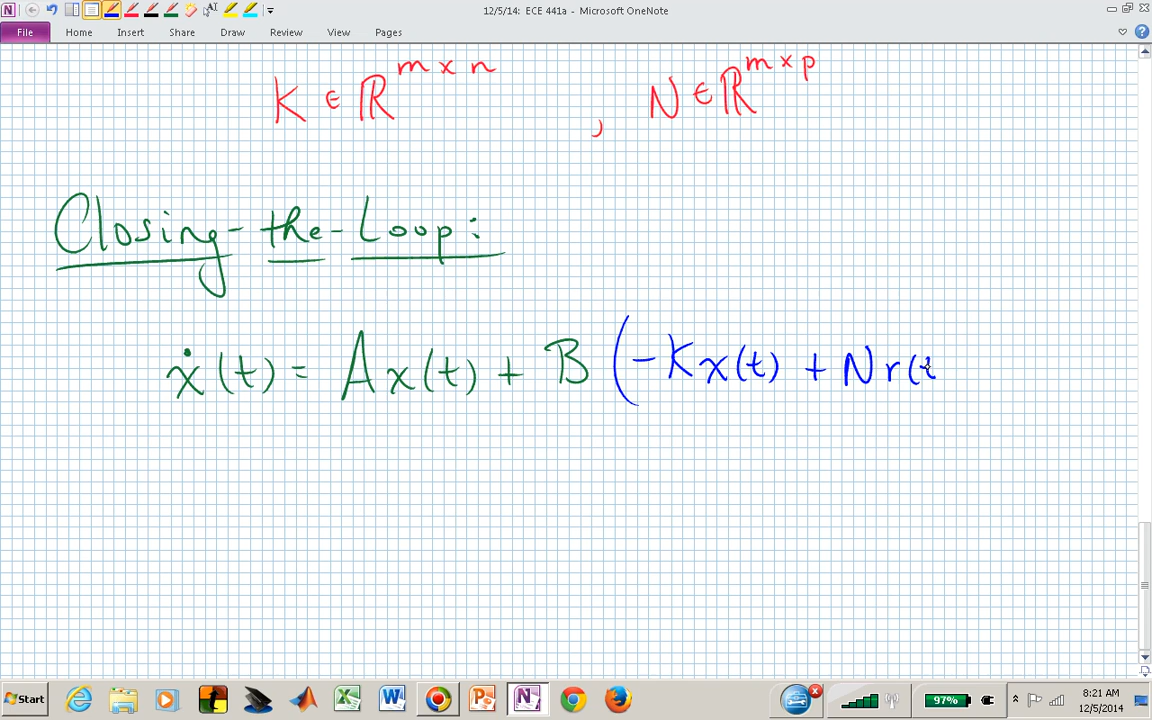 12/5/14: ECE 441a - Microsoft OneNote
File Home Insert Share Draw Review View Pages
K ∈ ℝ^{m x n} , N ∈ ℝ^{m x p}
Closing-the-Loop:
ẋ(t) = Ax(t) + B (-Kx(t) + Nr(t
Start
97%
8:21 AM
12/5/2014